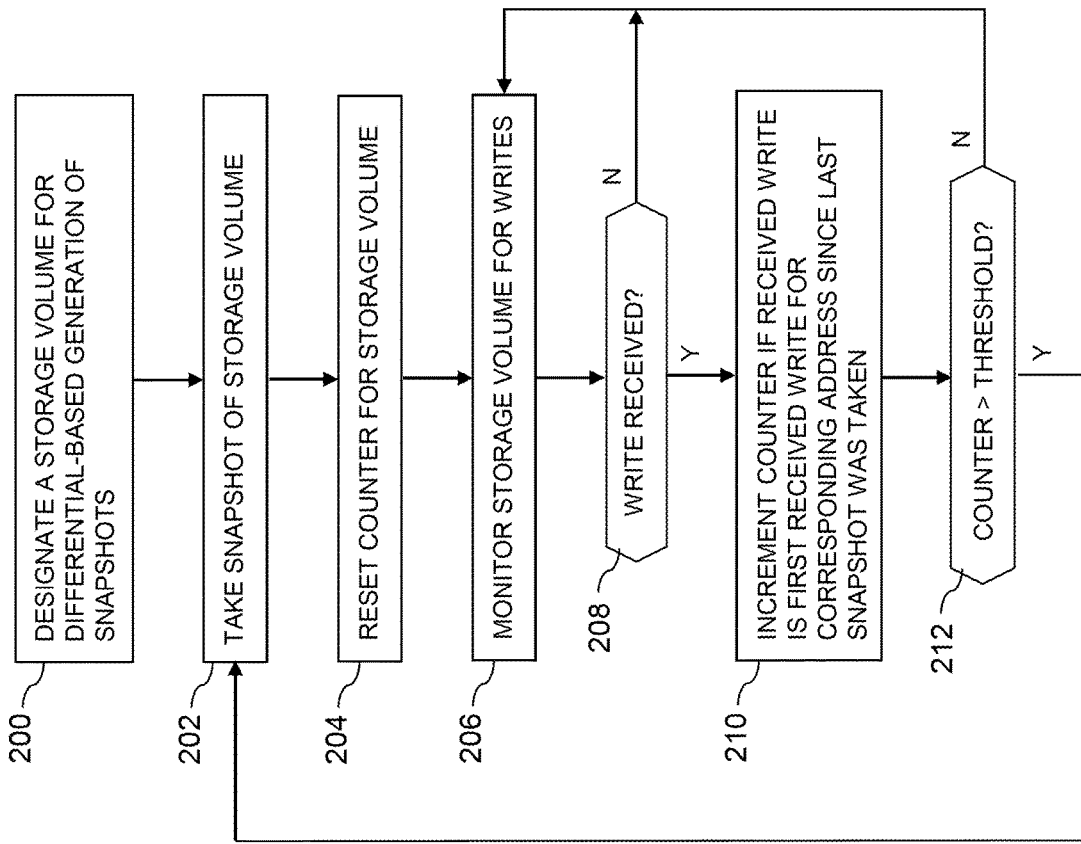 200
DESIGNATE A STORAGE VOLUME FOR
DIFFERENTIAL-BASED GENERATION OF
SNAPSHOTS
202
TAKE SNAPSHOT OF STORAGE VOLUME
204
RESET COUNTER FOR STORAGE VOLUME
206
MONITOR STORAGE VOLUME FOR WRITES
208
WRITE RECEIVED?
N
Y
210
INCREMENT COUNTER IF RECEIVED WRITE
IS FIRST RECEIVED WRITE FOR
CORRESPONDING ADDRESS SINCE LAST
SNAPSHOT WAS TAKEN
212
COUNTER > THRESHOLD?
N
Y